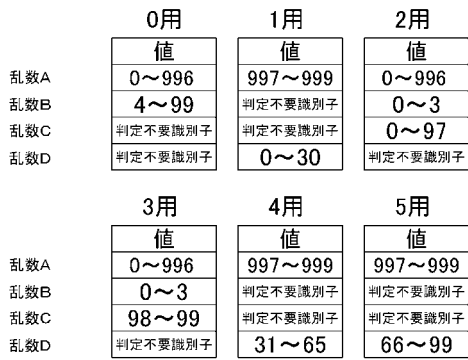 0用 1用 2用
値 値 値
乱数A 0～996 997～999 0～996
乱数B 4～99 判定不要識別子 0～3
乱数C 判定不要識別子 判定不要識別子 0～97
乱数D 判定不要識別子 0～30 判定不要識別子
3用 4用 5用
値 値 値
乱数A 0～996 997～999 997～999
乱数B 0～3 判定不要識別子 判定不要識別子
乱数C 98～99 判定不要識別子 判定不要識別子
乱数D 判定不要識別子 31～65 66～99